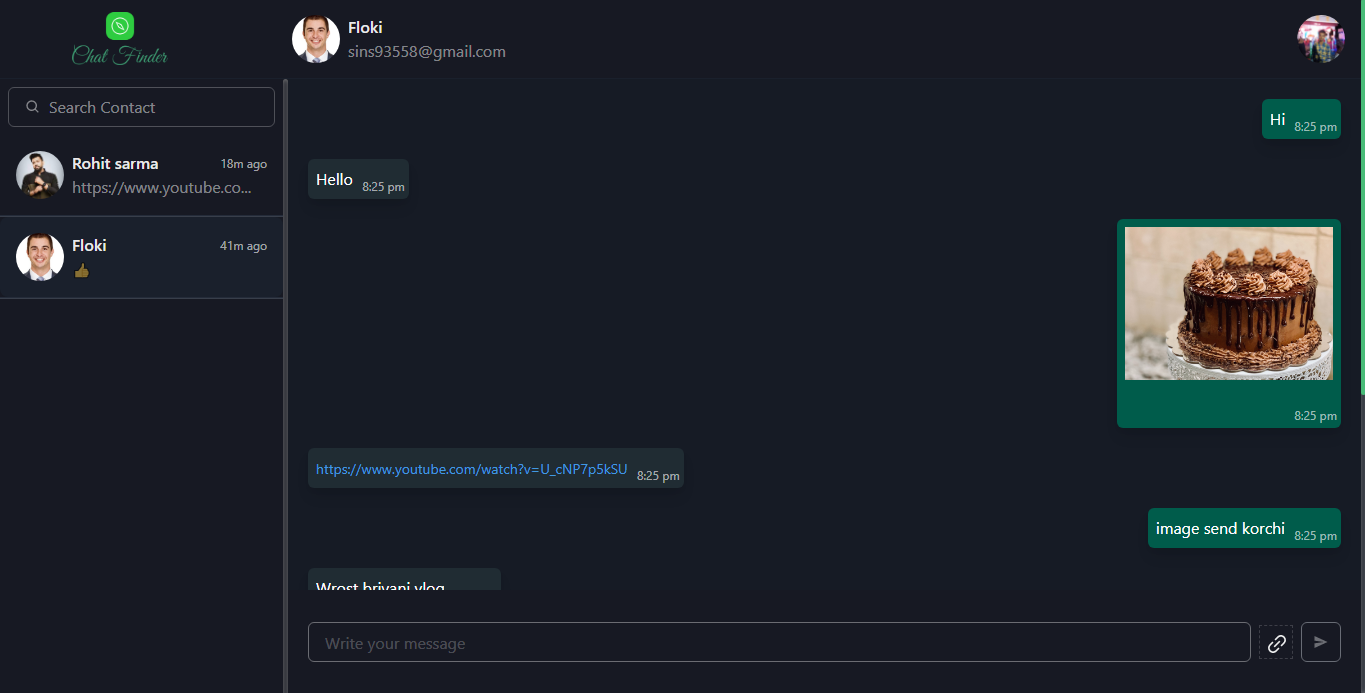 Chat Finder
Floki
sins93558@gmail.com
Search Contact
Rohit sarma 18m ago
https://www.youtube.co...
Floki 41m ago
Hi 8:25 pm
Hello 8:25 pm
8:25 pm
https://www.youtube.com/watch?v=U_cNP7p5kSU 8:25 pm
image send korchi 8:25 pm
Wrost briyani vlog
Write your message